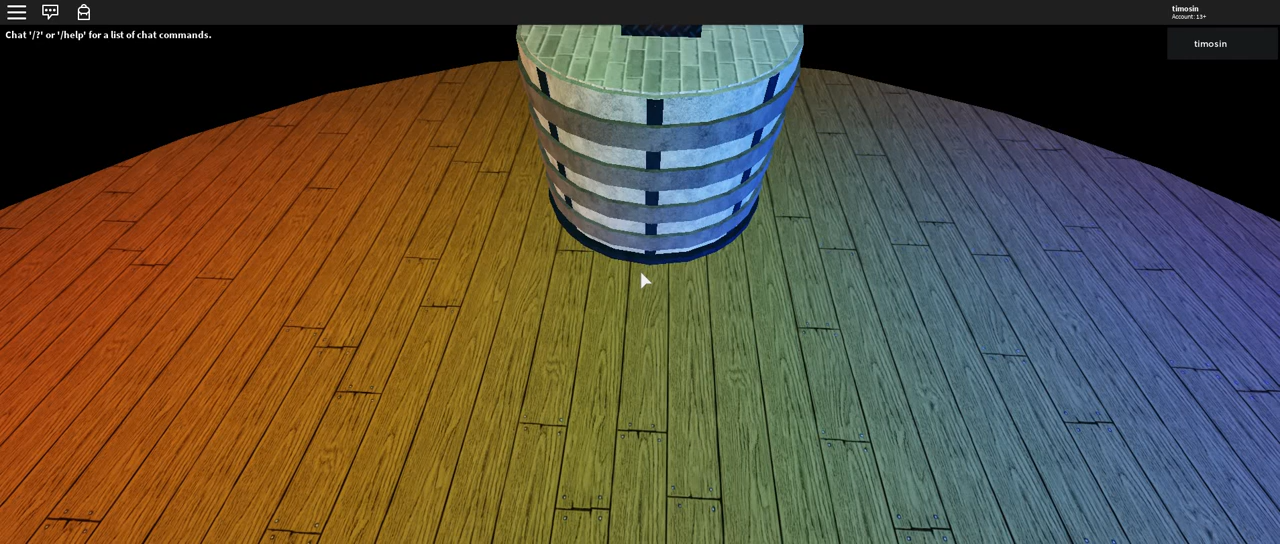 timosin
Account: 13+
Chat '/?' or '/help' for a list of chat commands.
timosin